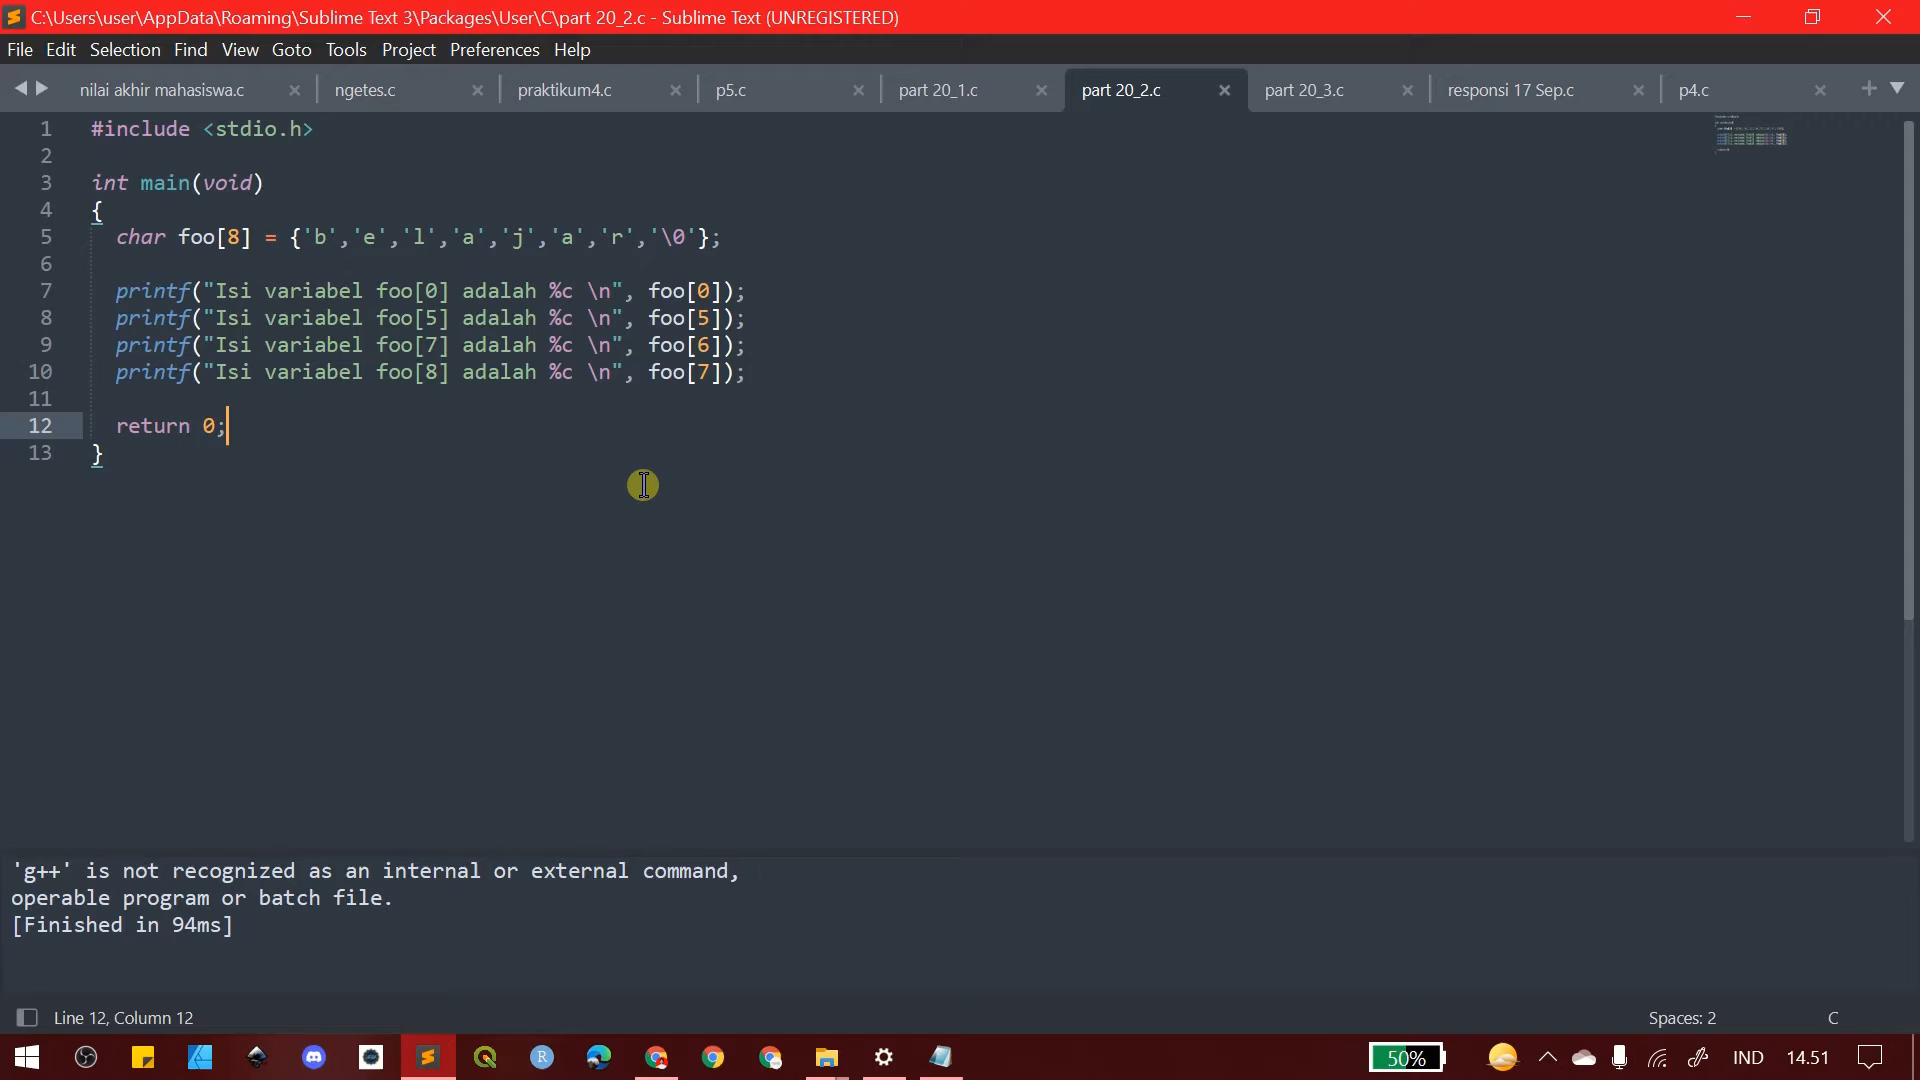 C:\Users\user\AppData\Roaming\Sublime Text 3\Packages\User\C\part 20_2.c - Sublime Text (UNREGISTERED)
File Edit Selection Find View Goto Tools Project Preferences Help
nilai akhir mahasiswa.c ngetes.c praktikum4.c p5.c part 20_1.c part 20_2.c part 20_3.c responsi 17 Sep.c p4.c
1 #include <stdio.h>
2
3 int main(void)
4 {
5 char foo[8] = {'b','e','l','a','j','a','r','\0'};
6
7 printf("Isi variabel foo[0] adalah %c \n", foo[0]);
8 printf("Isi variabel foo[5] adalah %c \n", foo[5]);
9 printf("Isi variabel foo[7] adalah %c \n", foo[6]);
10 printf("Isi variabel foo[8] adalah %c \n", foo[7]);
11
12 return 0;
13 }
'g++' is not recognized as an internal or external command,
operable program or batch file.
[Finished in 94ms]
Line 12, Column 12 Spaces: 2 C
R 50% IND 14.51